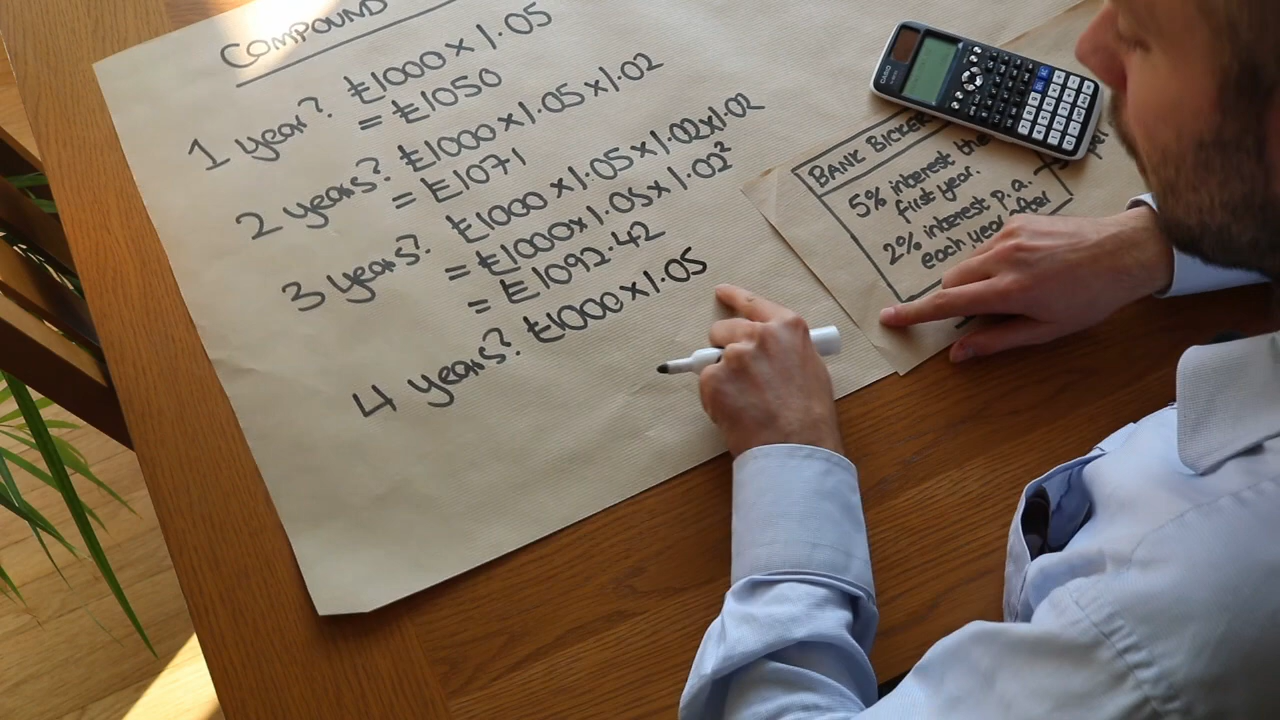 COMPOUND
1 year? £1000 × 1.05
= £1050
2 years? £1000 × 1.05 × 1.02
= £1071
3 years? £1000 × 1.05 × 1.02 × 1.02
= £1000 × 1.05 × 1.02²
= £1092.42
4 years? £1000 × 1.05
BANK BICKER
5% interest the
first year.
2% interest p.a.
each year after
CASIO